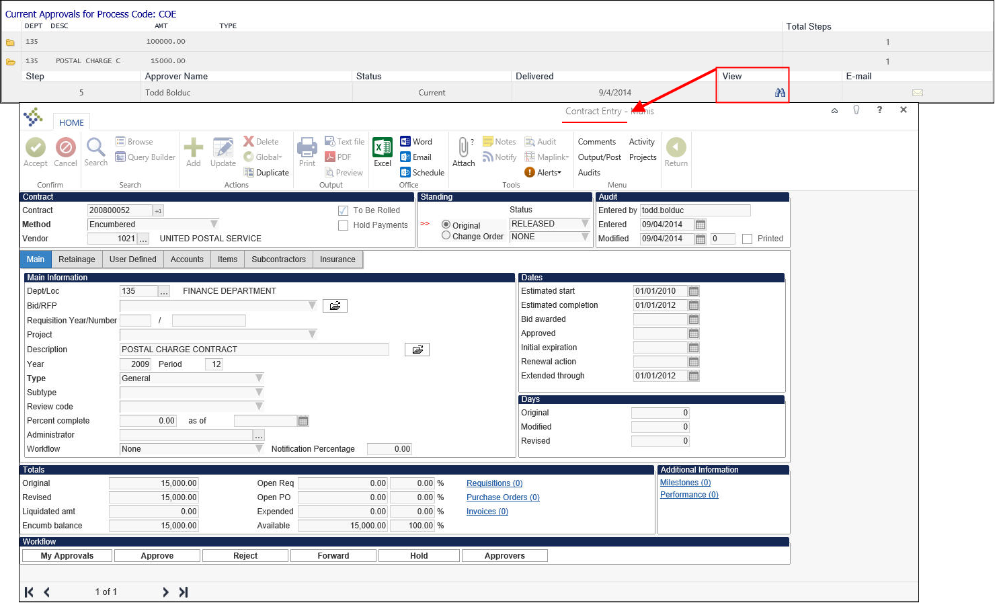 Current Approvals for Process Code: COE
DEPT DESC AMT TYPE Total Steps
135 100000.00 1
135 POSTAL CHARGE C 15000.00 1
Step Approver Name Status Delivered View E-mail
5 Todd Bolduc Current 9/4/2014
Contract Entry - Munis ?
HOME
Accept Cancel Search Browse Query Builder Add Update Delete Global Duplicate Print Text file PDF Preview Excel Word Email Schedule Attach ? Notes Notify Audit Maplink Alerts Comments Output/Post Audits Activity Projects Return
Confirm Search Actions Output Office Tools Menu
Contract Standing Audit
Contract 200800052 +1 To Be Rolled Status Entered by todd.bolduc
Method Encumbered Hold Payments >> Original RELEASED Entered 09/04/2014
Vendor 1021 ... UNITED POSTAL SERVICE Change Order NONE Modified 09/04/2014 0 Printed
Main Retainage User Defined Accounts Items Subcontractors Insurance
Main Information
Dept/Loc 135 ... FINANCE DEPARTMENT
Bid/RFP
Requisition Year/Number /
Project
Description POSTAL CHARGE CONTRACT
Year 2009 Period 12
Type General
Subtype
Review code
Percent complete 0.00 as of
Administrator ...
Workflow None Notification Percentage 0.00
Dates
Estimated start 01/01/2010
Estimated completion 01/01/2012
Bid awarded
Approved
Initial expiration
Renewal action
Extended through 01/01/2012
Days
Original 0
Modified 0
Revised 0
Totals
Original 15,000.00 Open Req 0.00 0.00 % Requisitions (0)
Revised 15,000.00 Open PO 0.00 0.00 % Purchase Orders (0)
Liquidated amt 0.00 Expended 0.00 0.00 % Invoices (0)
Encumb balance 15,000.00 Available 15,000.00 100.00 %
Additional Information
Milestones (0)
Performance (0)
Workflow
My Approvals Approve Reject Forward Hold Approvers
1 of 1